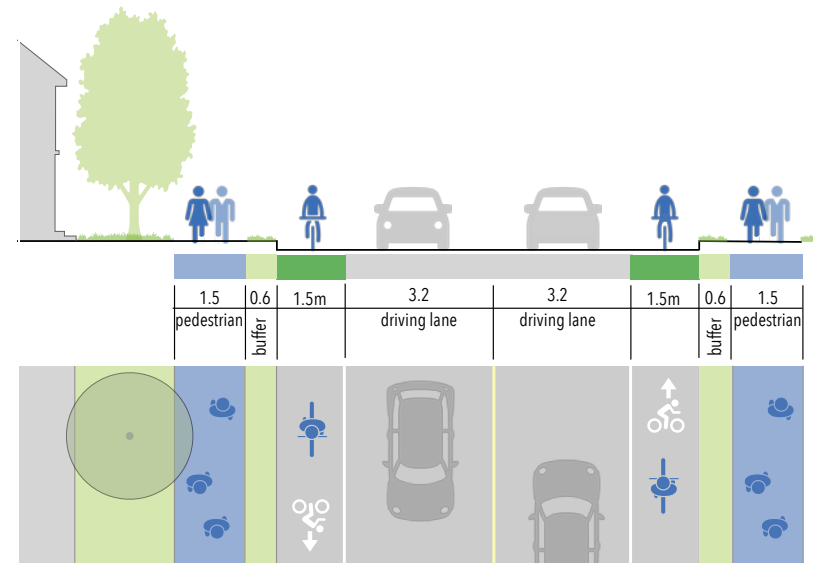 1.5 0.6 1.5m 3.2 3.2 1.5m 0.6 1.5
pedestrian buffer driving lane driving lane buffer pedestrian